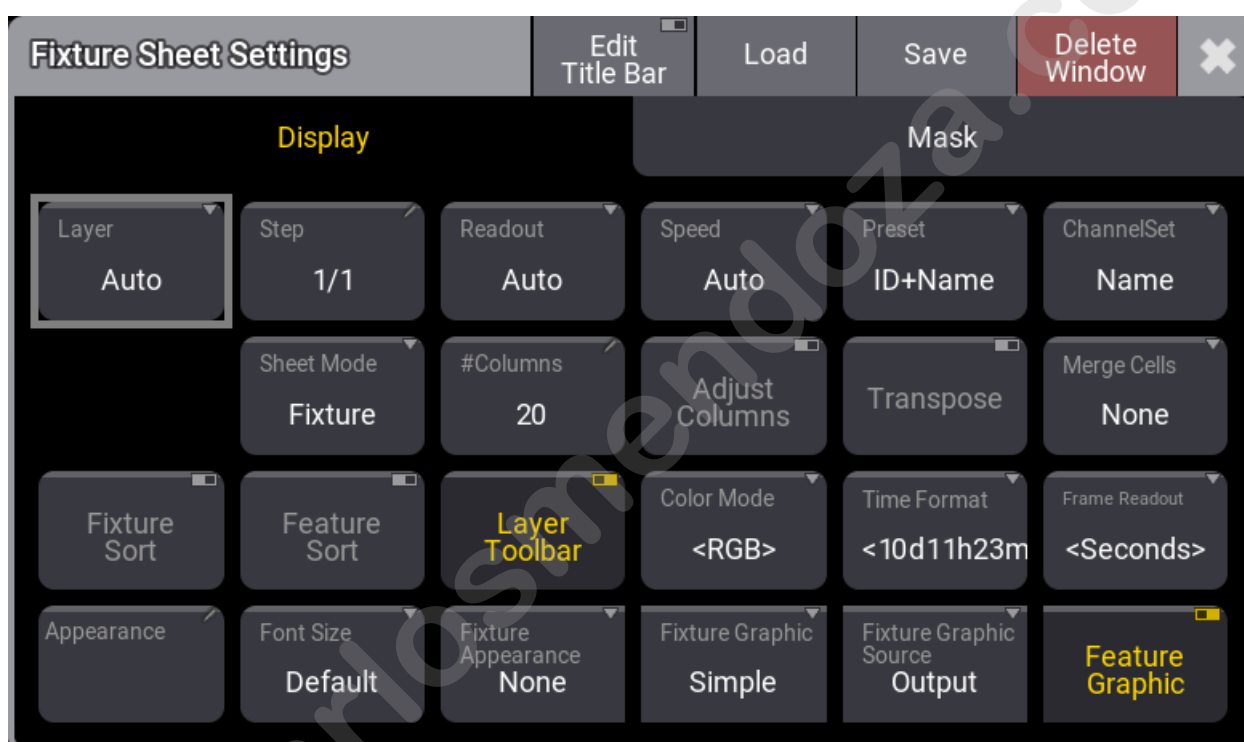 Fixture Sheet Settings
Edit
Title Bar
Load
Save
Delete
Window
Display
Mask
Layer
Auto
Step
1/1
Readout
Auto
Speed
Auto
Preset
ID+Name
ChannelSet
Name
Sheet Mode
Fixture
#Columns
20
Adjust
Columns
Transpose
Merge Cells
None
Fixture
Sort
Feature
Sort
Layer
Toolbar
Color Mode
<RGB>
Time Format
<10d11h23m
Frame Readout
<Seconds>
Appearance
Font Size
Default
Fixture
Appearance
None
Fixture Graphic
Simple
Fixture Graphic
Source
Output
Feature
Graphic
rlosmendoza.c